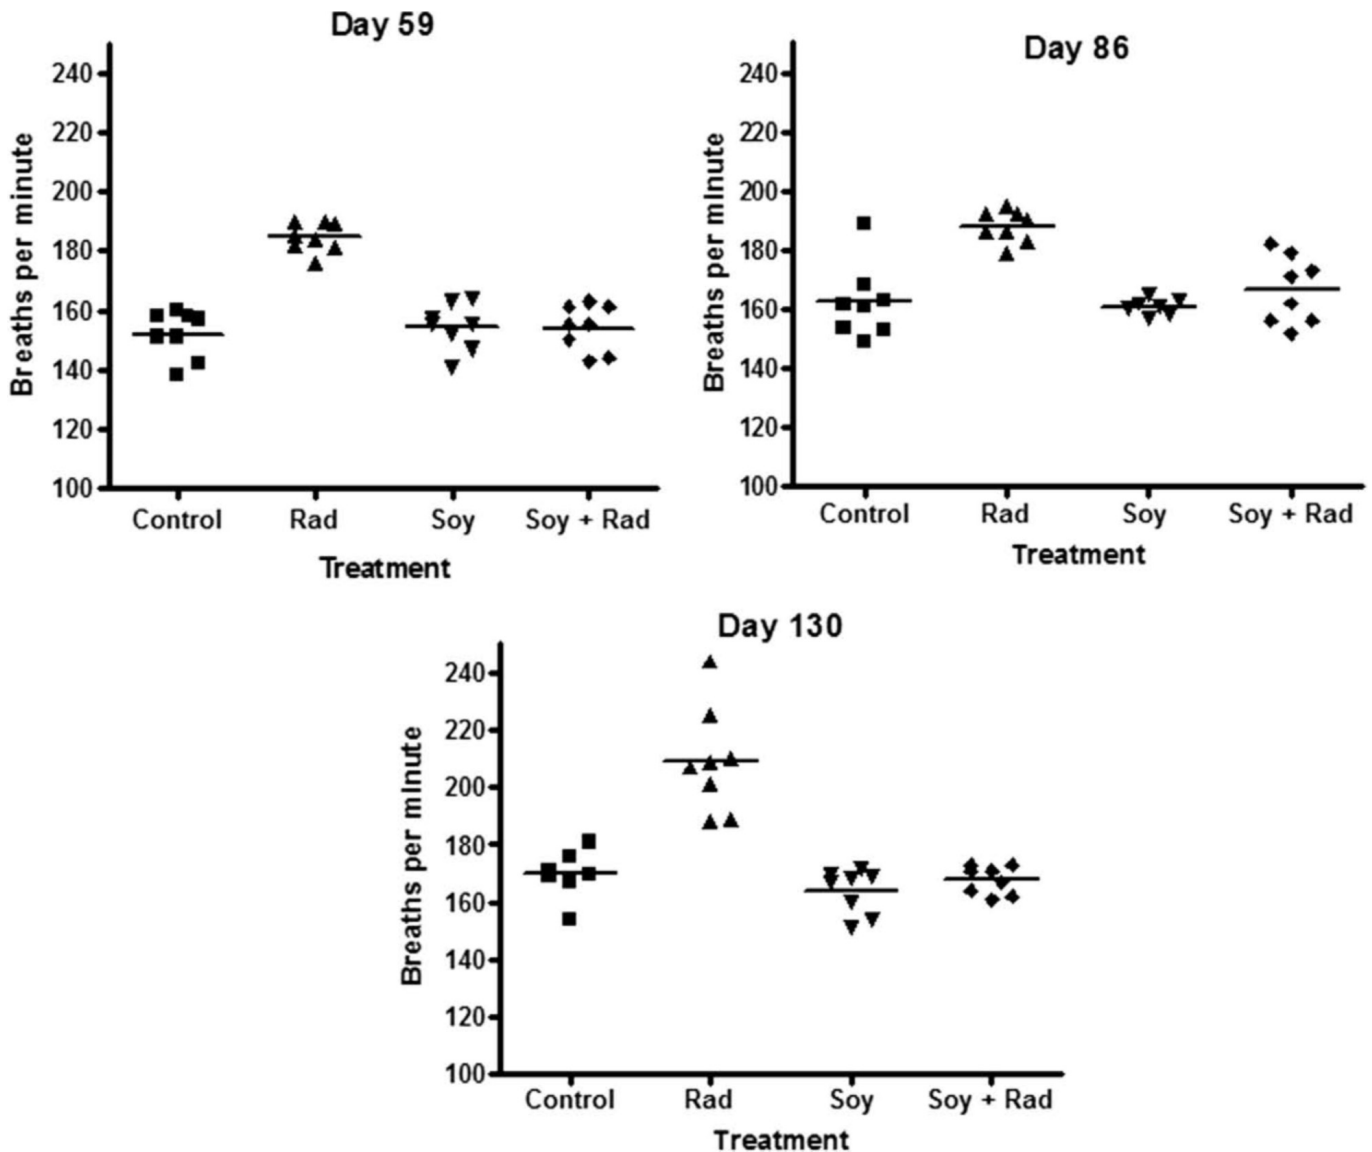 Day 59
Breaths per minute
240
220
200
180
160
140
120
100
Control Rad Soy Soy + Rad
Treatment
Day 86
Breaths per minute
240
220
200
180
160
140
120
100
Control Rad Soy Soy + Rad
Treatment
Day 130
Breaths per minute
240
220
200
180
160
140
120
100
Control Rad Soy Soy + Rad
Treatment